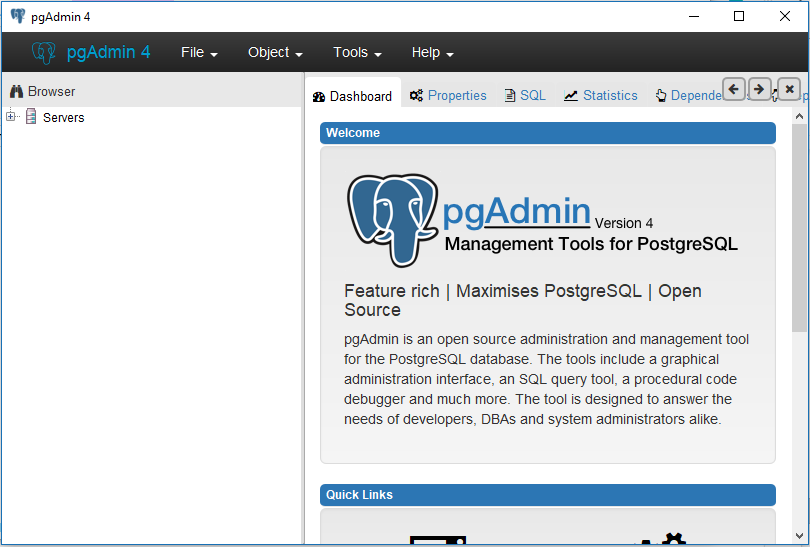 pgAdmin 4
pgAdmin 4 File Object Tools Help
Browser
Servers
Dashboard Properties SQL Statistics Depende
Welcome
pgAdmin Version 4
Management Tools for PostgreSQL
Feature rich | Maximises PostgreSQL | Open
Source
pgAdmin is an open source administration and management tool
for the PostgreSQL database. The tools include a graphical
administration interface, an SQL query tool, a procedural code
debugger and much more. The tool is designed to answer the
needs of developers, DBAs and system administrators alike.
Quick Links